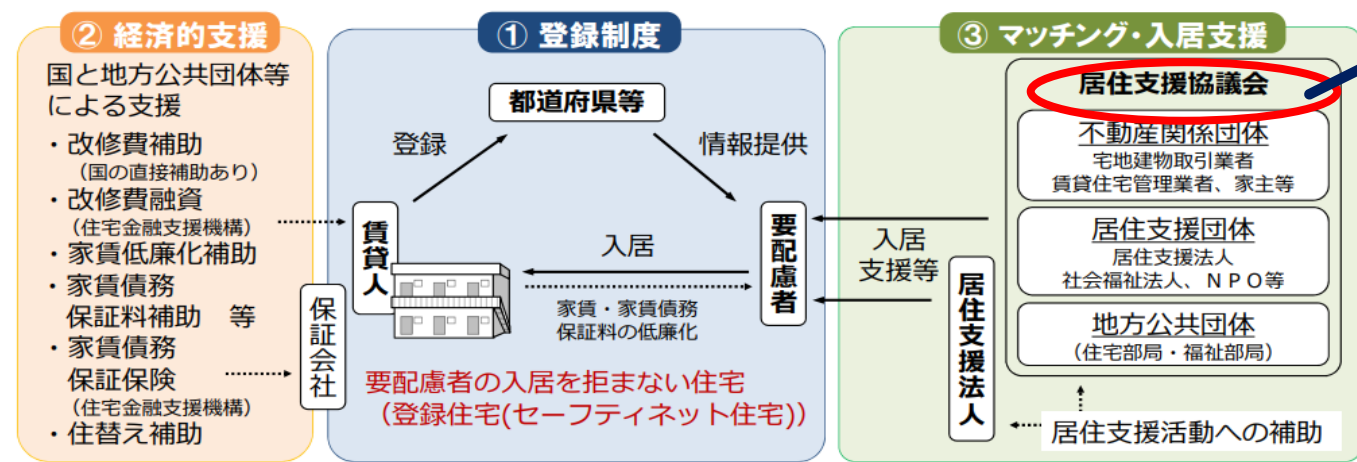 ② 経済的支援
国と地方公共団体等
による支援
・改修費補助
（国の直接補助あり）
・改修費融資
（住宅金融支援機構）
・家賃低廉化補助
・家賃債務
保証料補助　等
・家賃債務
保証保険
（住宅金融支援機構）
・住替え補助
保証会社
① 登録制度
都道府県等
登録
情報提供
賃貸人
入居
家賃・家賃債務
保証料の低廉化
要配慮者
要配慮者の入居を拒まない住宅
（登録住宅(セーフティネット住宅)）
③ マッチング・入居支援
入居
支援等
居住支援法人
居住支援協議会
不動産関係団体
宅地建物取引業者
賃貸住宅管理業者、家主等
居住支援団体
居住支援法人
社会福祉法人、ＮＰＯ等
地方公共団体
（住宅部局・福祉部局）
居住支援活動への補助